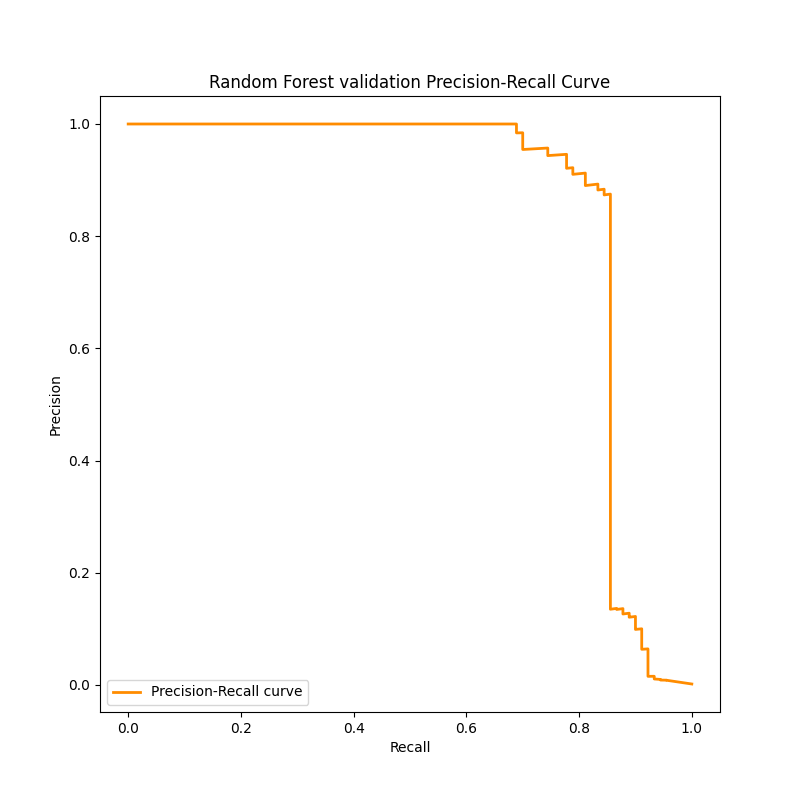 Random Forest validation Precision-Recall Curve
1.0
0.8
0.6
0.4
0.2
0.0
Precision
Precision-Recall curve
0.0 0.2 0.4 0.6 0.8 1.0
Recall